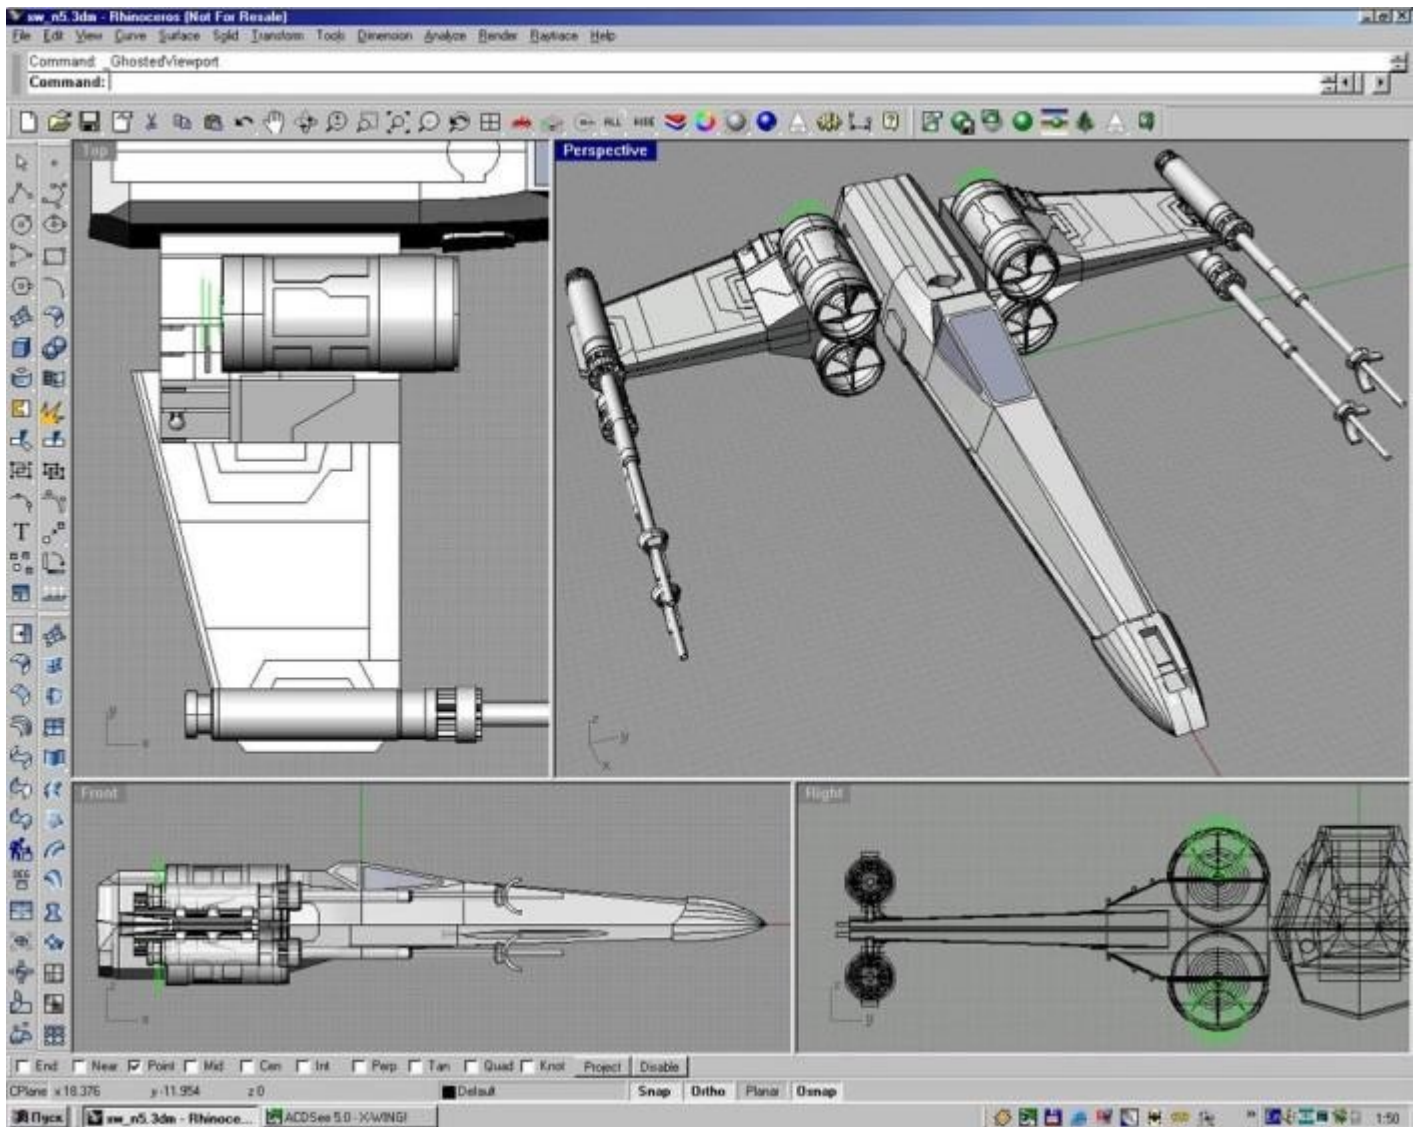 sw_n5.3dm - Rhinoceros (Not For Resale)
File Edit View Curve Surface Solid Transform Tools Dimension Analyze Render Raytrace Help
Command: _GhostedViewport
Command:
ALL HIDE
Top
Perspective
T
y
x
z
y
x
Front
Right
z
x
z
y
End Near Point Mid Cen Int Perp Tan Quad Knot Project Disable
CPlane x 18.376 y -11.954 z 0 Default Snap Ortho Planar Osnap
Пуск sw_n5.3dm - Rhinoce... ACDSee 5.0 - X-WING! En 1:50